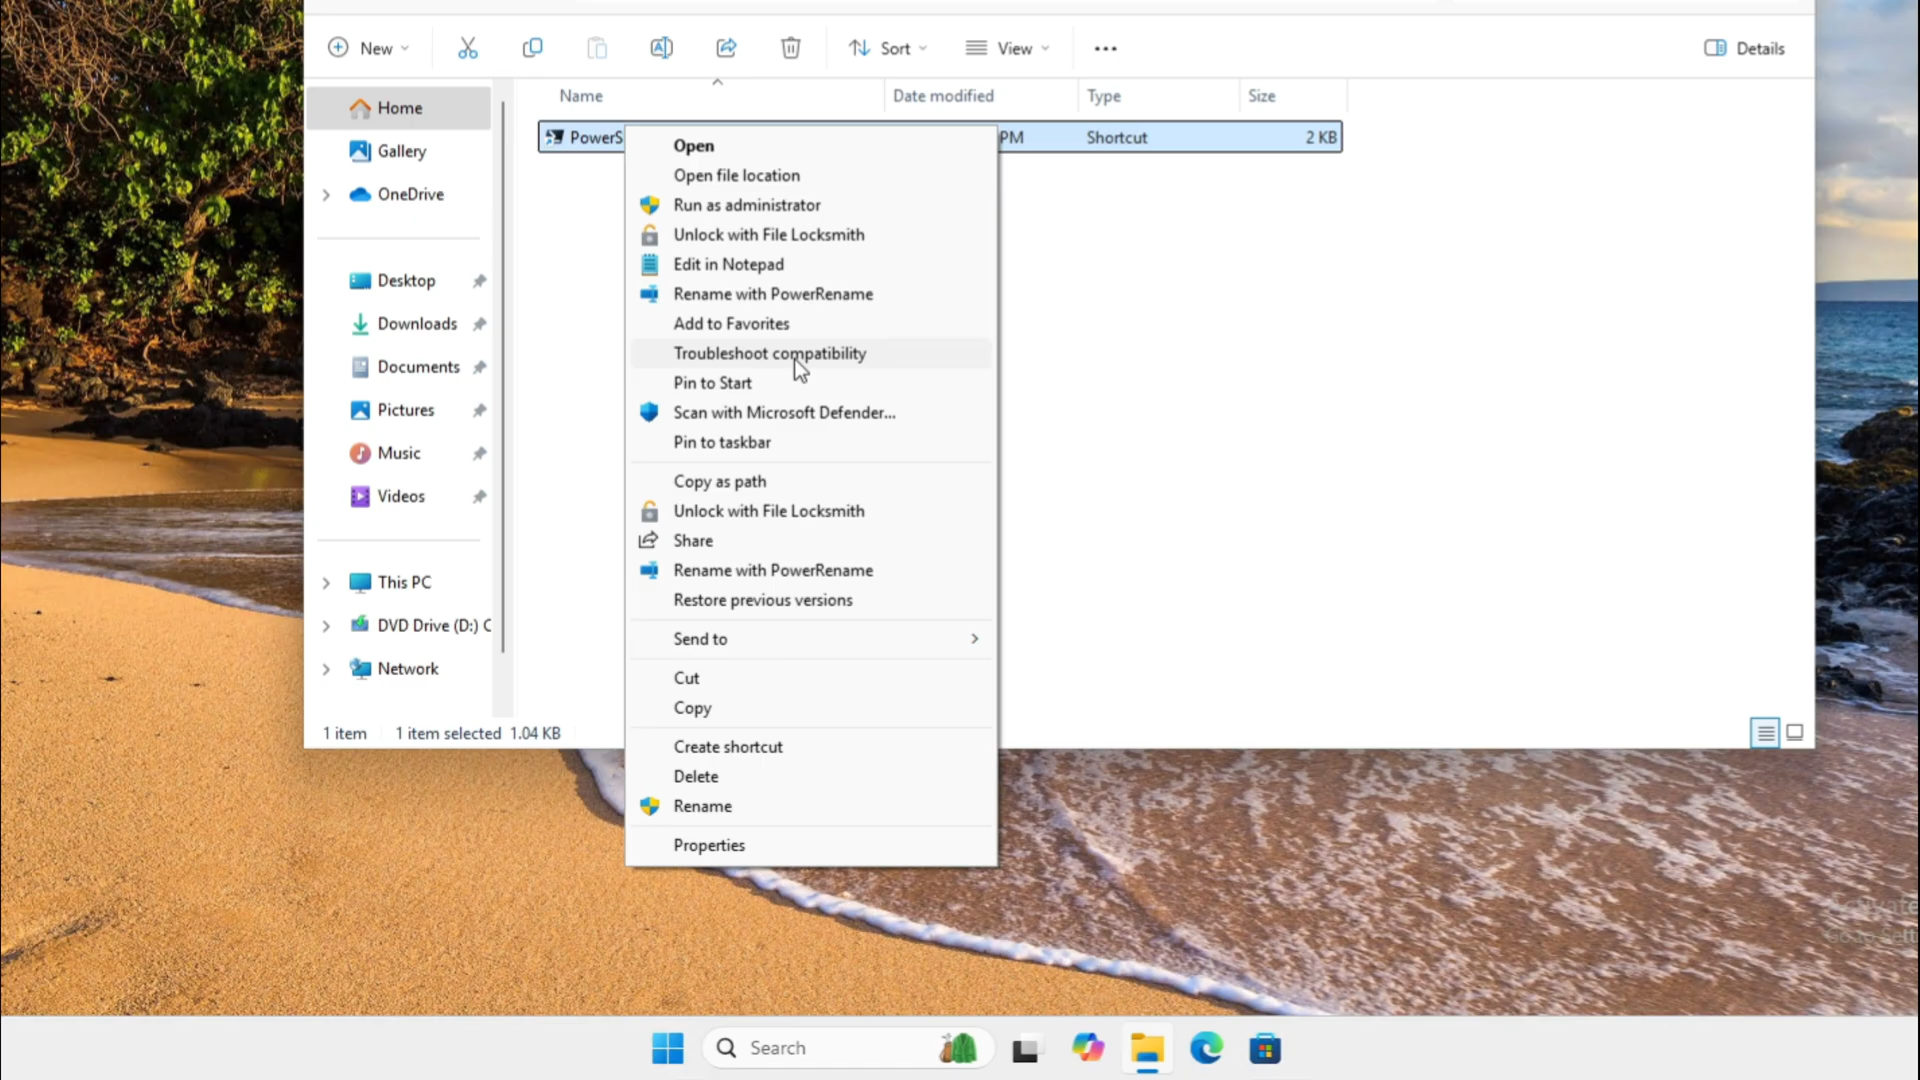 New
Sort
View
Details
Name
Date modified
Type
Size
Home
Gallery
OneDrive
Desktop
Downloads
Documents
Pictures
Music
Videos
This PC
DVD Drive (D:) C
Network
PowerS
PM
Shortcut
2 KB
Open
Open file location
Run as administrator
Unlock with File Locksmith
Edit in Notepad
Rename with PowerRename
Add to Favorites
Troubleshoot compatibility
Pin to Start
Scan with Microsoft Defender...
Pin to taskbar
Copy as path
Unlock with File Locksmith
Share
Rename with PowerRename
Restore previous versions
Send to
Cut
Copy
Create shortcut
Delete
Rename
Properties
1 item
1 item selected 1.04 KB
Activate
Go to Sett
Search